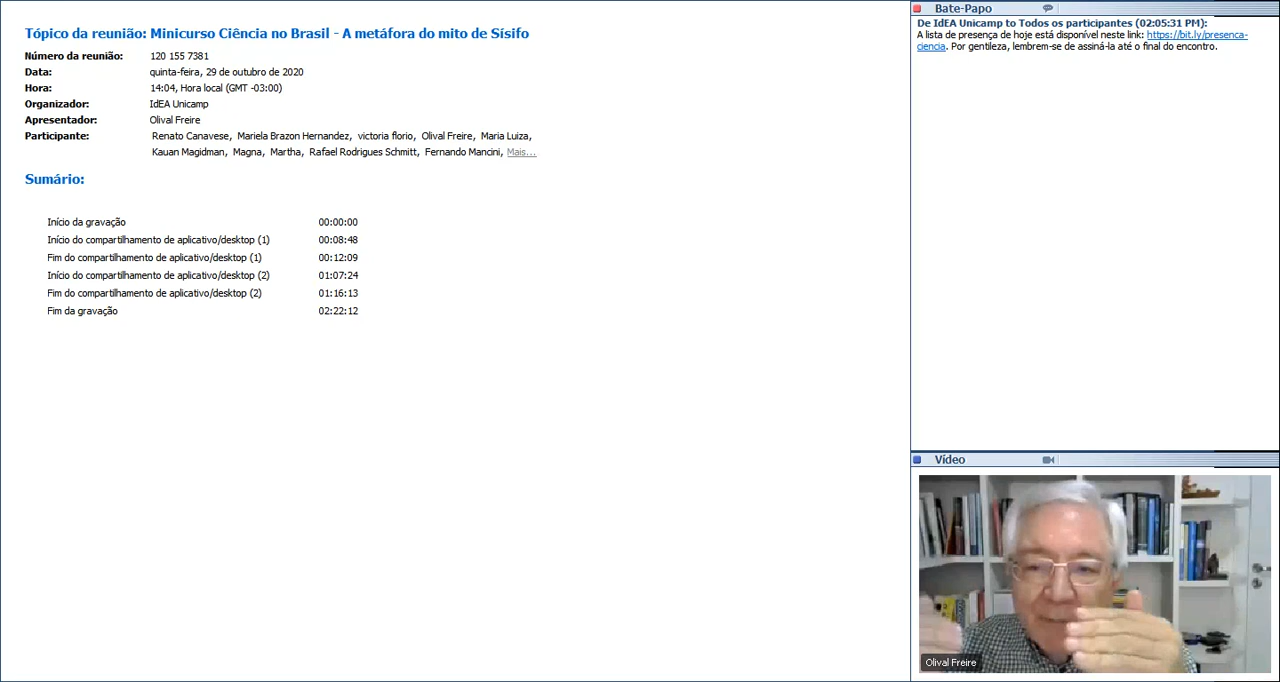 Tópico da reunião: Minicurso Ciência no Brasil - A metáfora do mito de Sísifo
Número da reunião: 120 155 7381
Data: quinta-feira, 29 de outubro de 2020
Hora: 14:04, Hora local (GMT -03:00)
Organizador: IdEA Unicamp
Apresentador: Olival Freire
Participante: Renato Canavese, Mariela Brazon Hernandez, victoria florio, Olival Freire, Maria Luiza,
Kauan Magidman, Magna, Martha, Rafael Rodrigues Schmitt, Fernando Mancini, Mais...
Sumário:
Início da gravação 00:00:00
Início do compartilhamento de aplicativo/desktop (1) 00:08:48
Fim do compartilhamento de aplicativo/desktop (1) 00:12:09
Início do compartilhamento de aplicativo/desktop (2) 01:07:24
Fim do compartilhamento de aplicativo/desktop (2) 01:16:13
Fim da gravação 02:22:12
Bate-Papo
De IdEA Unicamp to Todos os participantes (02:05:31 PM):
A lista de presença de hoje está disponível neste link: https://bit.ly/presenca-
ciencia. Por gentileza, lembrem-se de assiná-la até o final do encontro.
Vídeo
Olival Freire